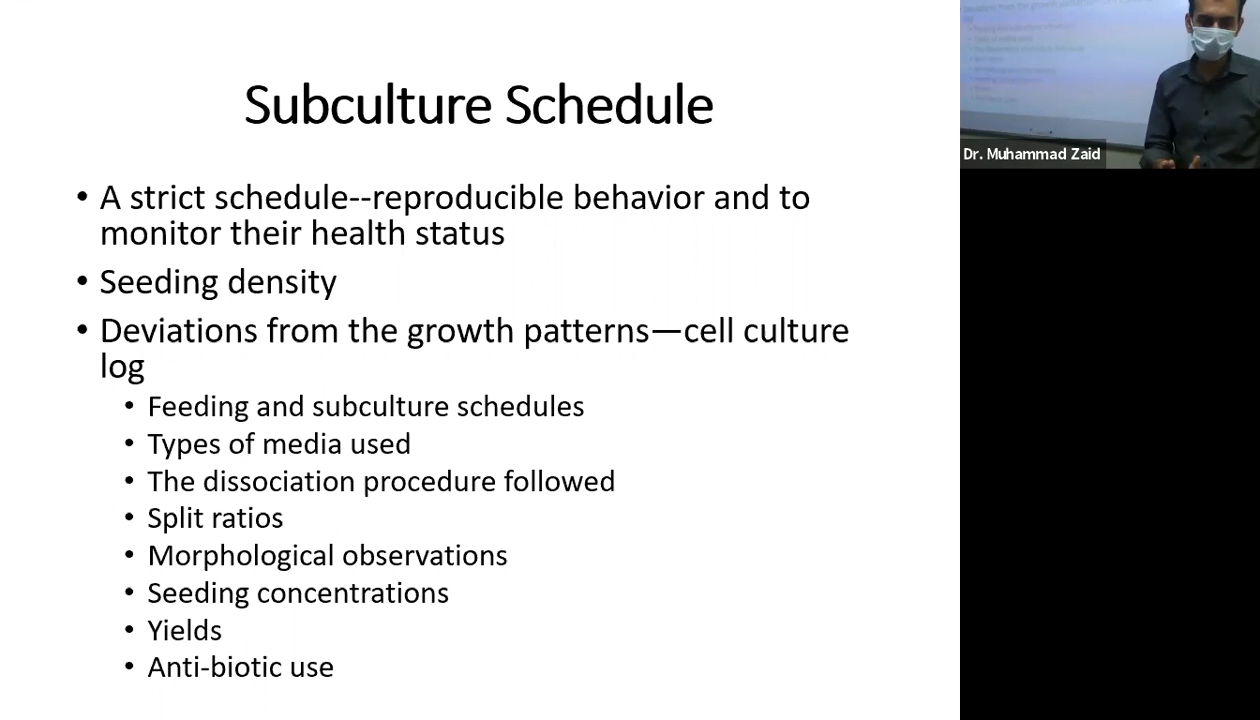 Subculture Schedule
• A strict schedule--reproducible behavior and to
monitor their health status
• Seeding density
• Deviations from the growth patterns—cell culture
log
• Feeding and subculture schedules
• Types of media used
• The dissociation procedure followed
• Split ratios
• Morphological observations
• Seeding concentrations
• Yields
• Anti-biotic use
Dr. Muhammad Zaid